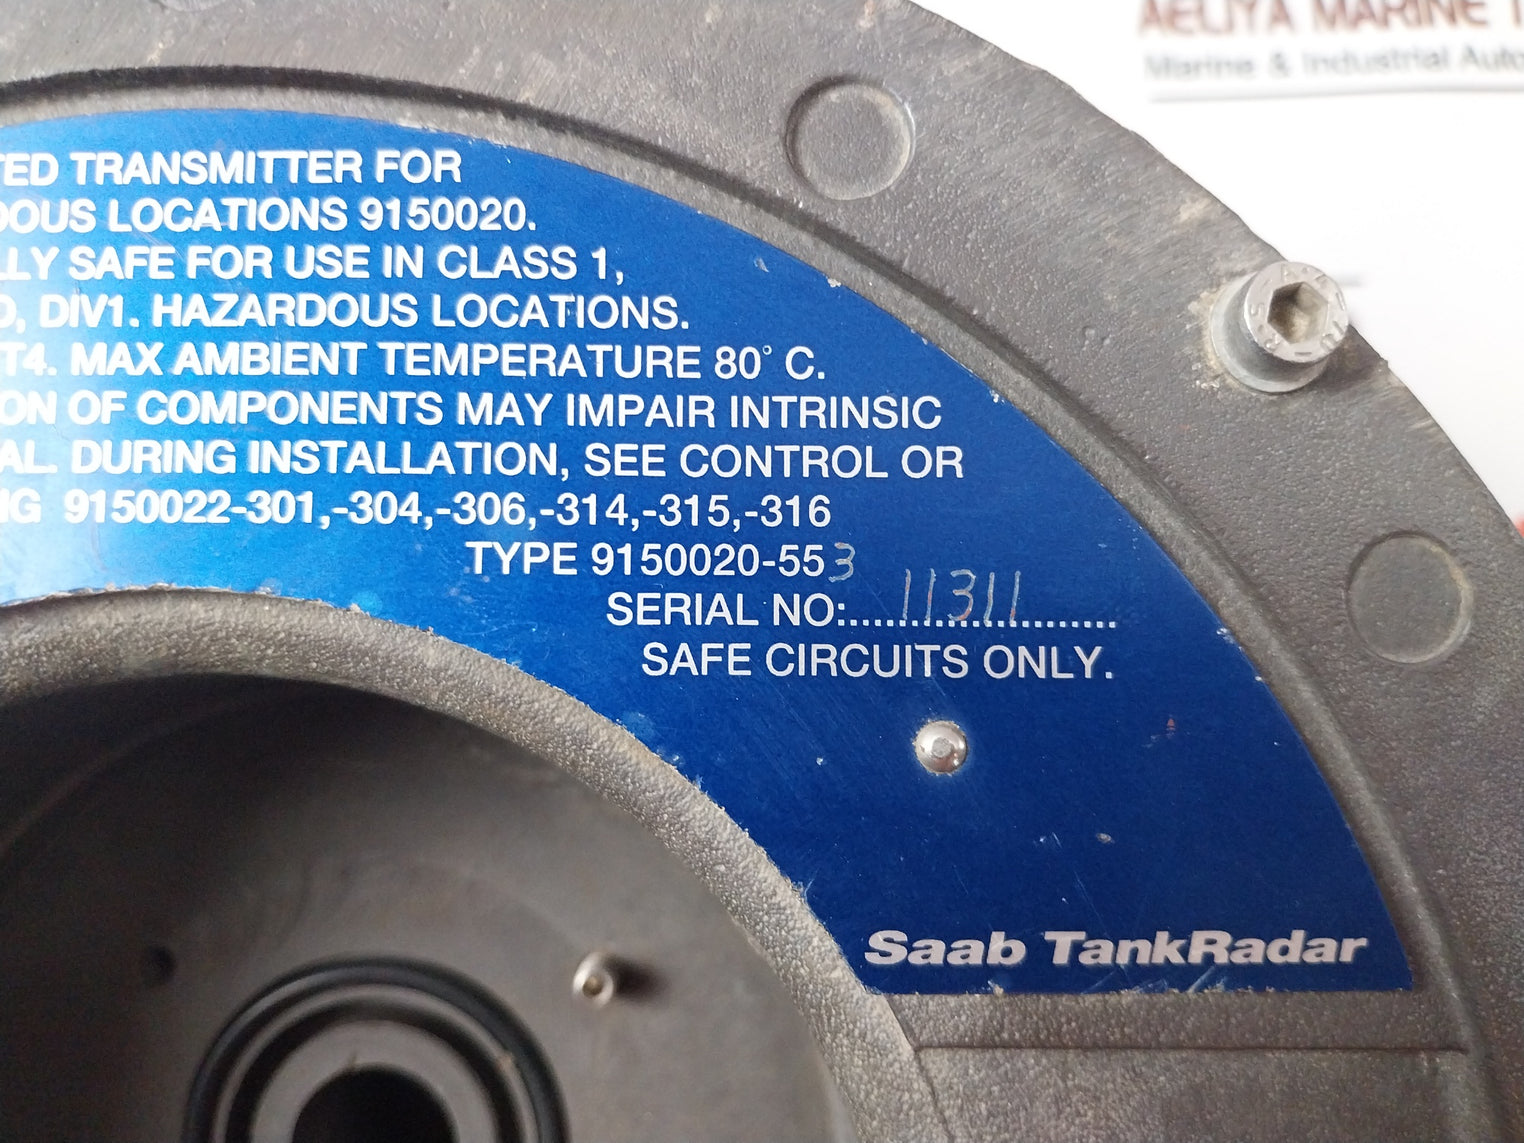 AELIYA MARINE
Marine & Industrial Auto
TED TRANSMITTER FOR
DOUS LOCATIONS 9150020.
LLY SAFE FOR USE IN CLASS 1,
D, DIV1. HAZARDOUS LOCATIONS.
T4. MAX AMBIENT TEMPERATURE 80° C.
ON OF COMPONENTS MAY IMPAIR INTRINSIC
AL. DURING INSTALLATION, SEE CONTROL OR
NG 9150022-301,-304,-306,-314,-315,-316
TYPE 9150020-553
SERIAL NO:....11311......................
SAFE CIRCUITS ONLY.
Saab TankRadar